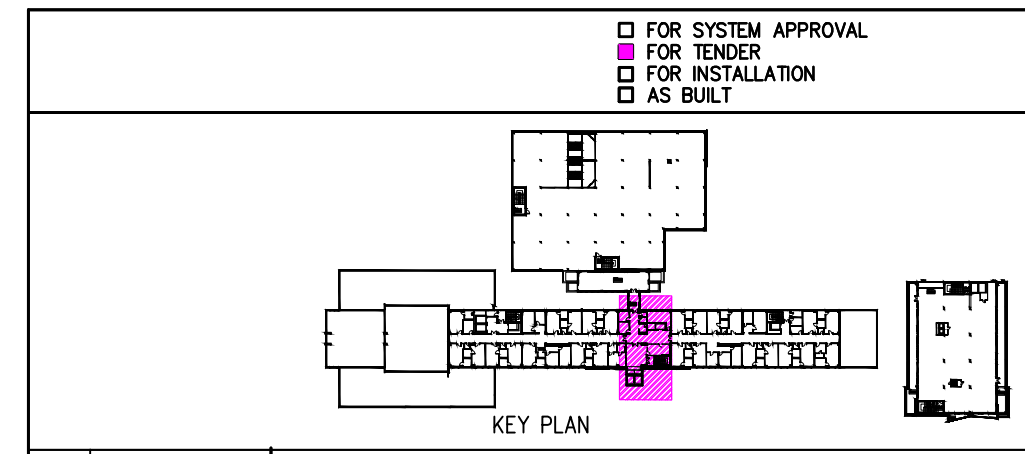 FOR SYSTEM APPROVAL
FOR TENDER
FOR INSTALLATION
AS BUILT
KEY PLAN